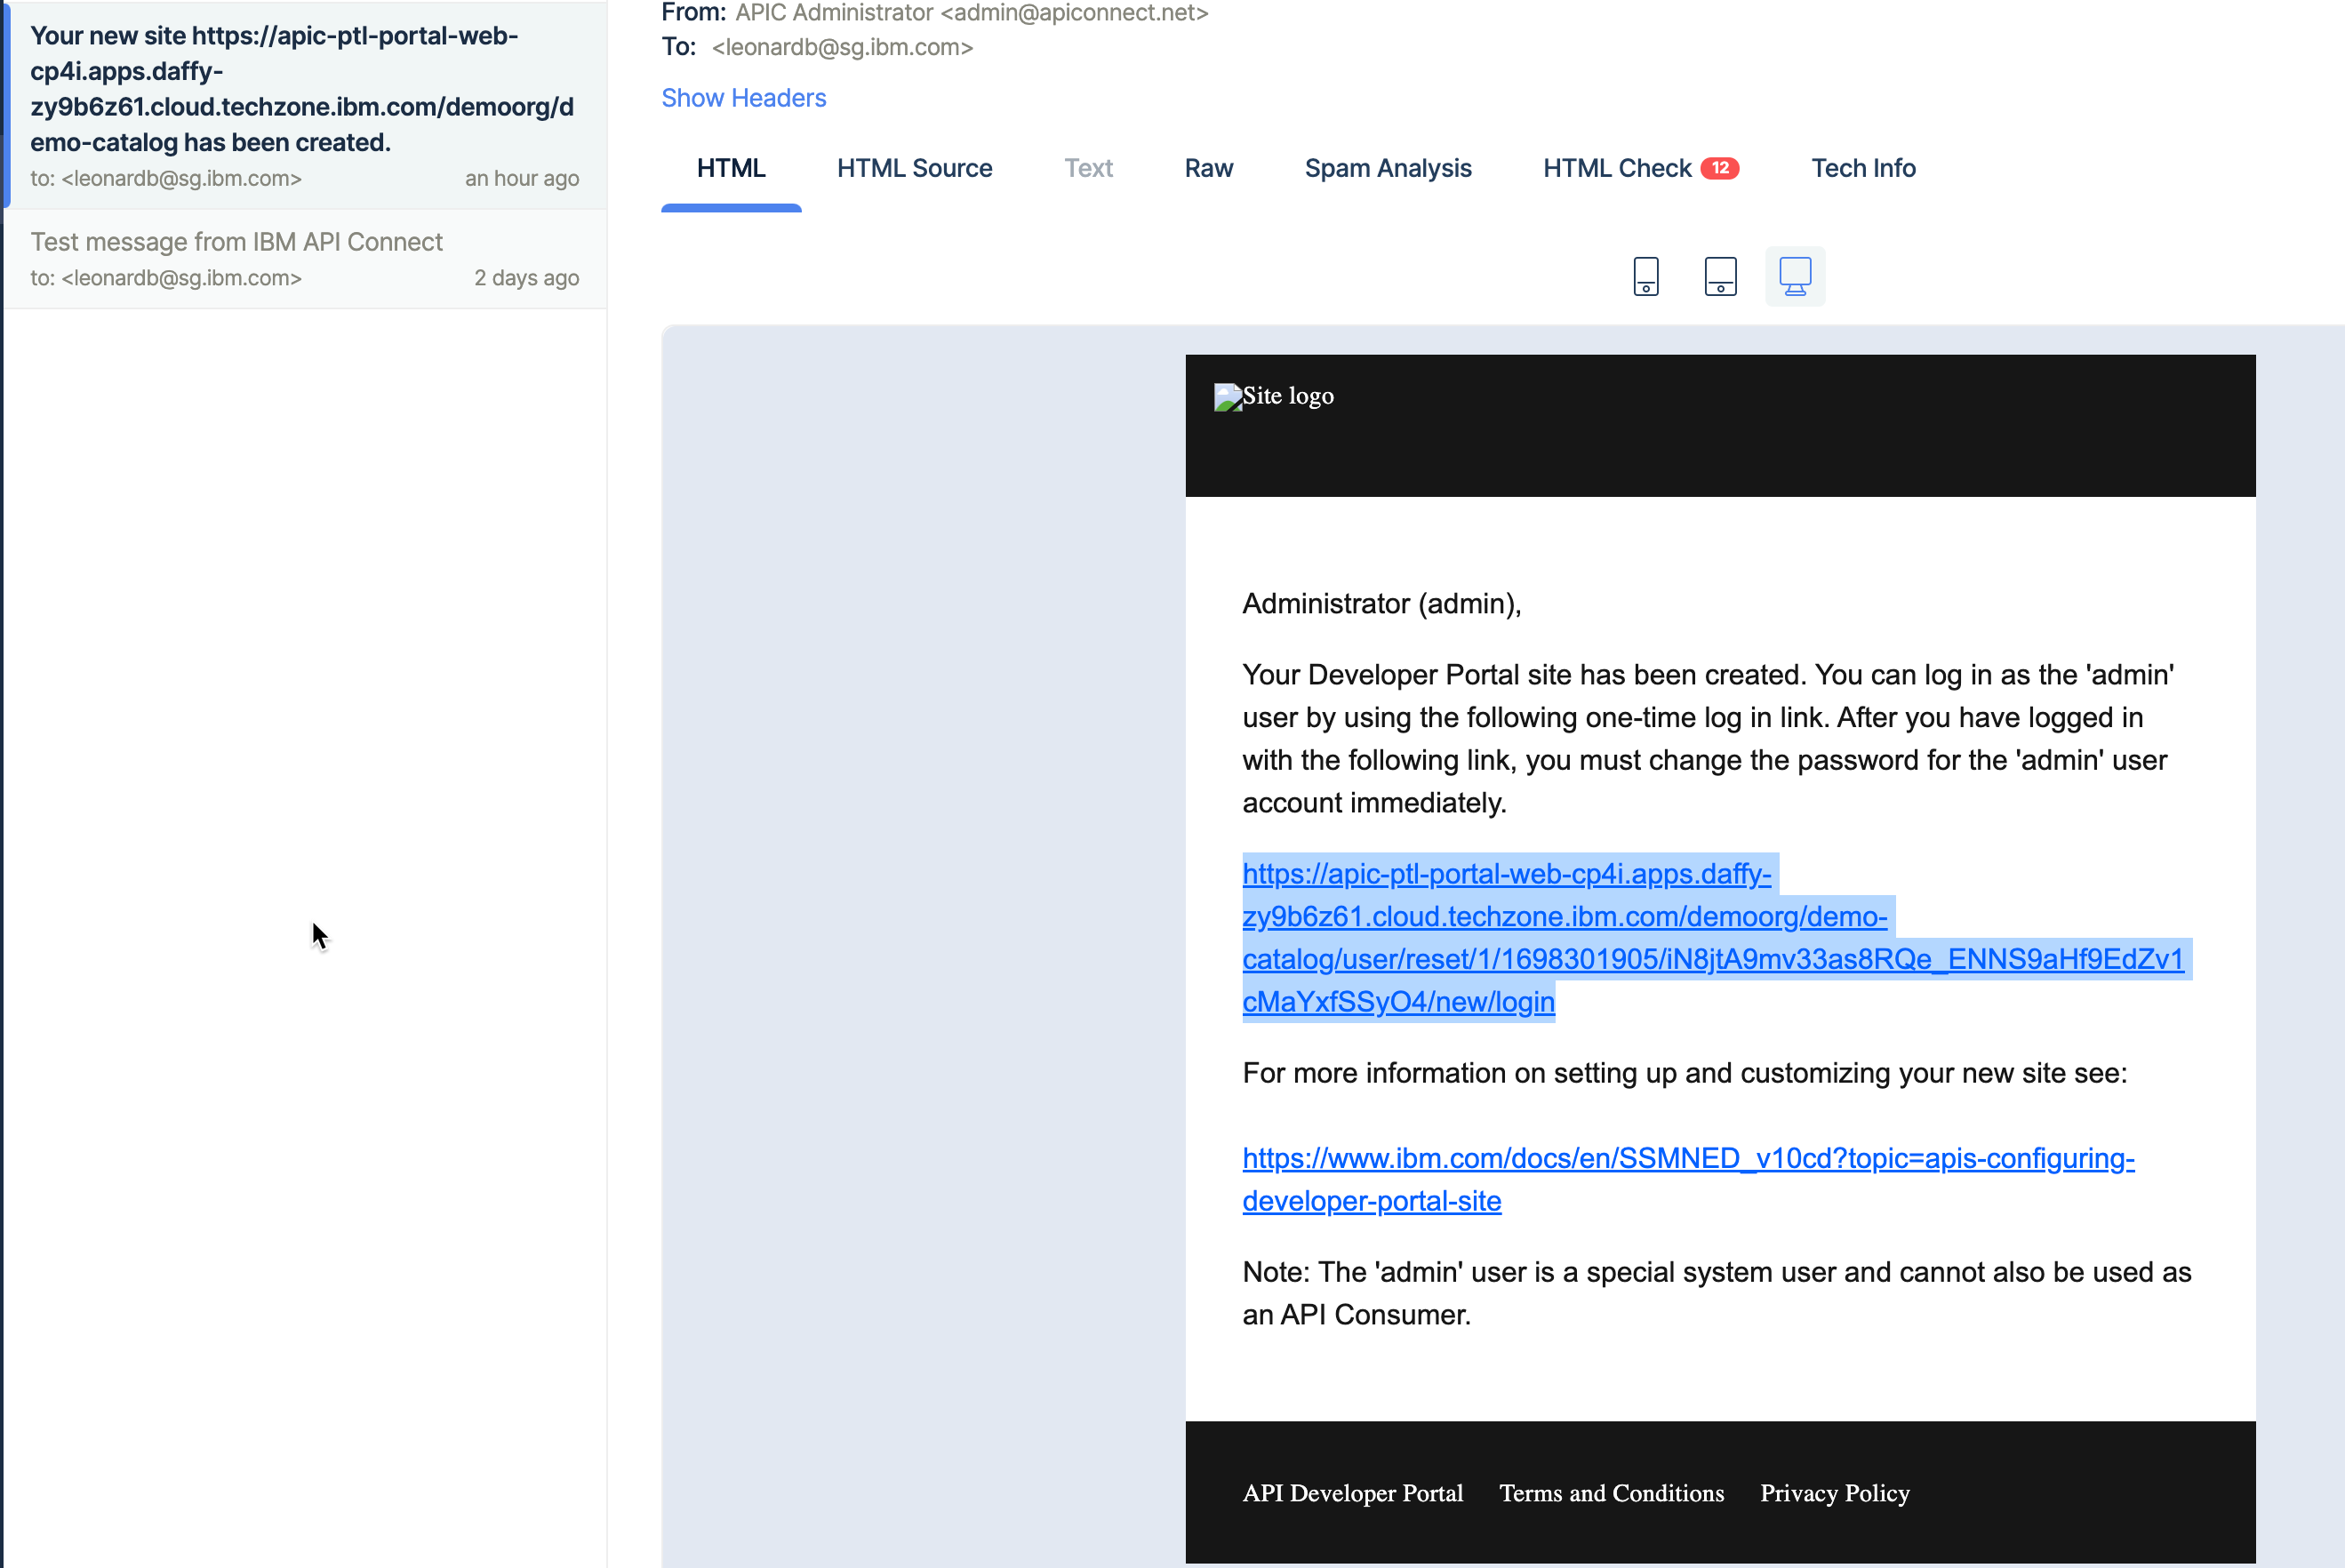 Your new site https://apic-ptl-portal-web-
cp4i.apps.daffy-
zy9b6z61.cloud.techzone.ibm.com/demoorg/d
emo-catalog has been created.
to: <leonardb@sg.ibm.com> an hour ago
Test message from IBM API Connect
to: <leonardb@sg.ibm.com> 2 days ago
From: APIC Administrator <admin@apiconnect.net>
To: <leonardb@sg.ibm.com>
Show Headers
HTML HTML Source Text Raw Spam Analysis HTML Check 12 Tech Info
Site logo
Administrator (admin),
Your Developer Portal site has been created. You can log in as the 'admin'
user by using the following one-time log in link. After you have logged in
with the following link, you must change the password for the 'admin' user
account immediately.
https://apic-ptl-portal-web-cp4i.apps.daffy-
zy9b6z61.cloud.techzone.ibm.com/demoorg/demo-
catalog/user/reset/1/1698301905/iN8jtA9mv33as8RQe_ENNS9aHf9EdZv1
cMaYxfSSyO4/new/login
For more information on setting up and customizing your new site see:
https://www.ibm.com/docs/en/SSMNED_v10cd?topic=apis-configuring-
developer-portal-site
Note: The 'admin' user is a special system user and cannot also be used as
an API Consumer.
API Developer Portal Terms and Conditions Privacy Policy